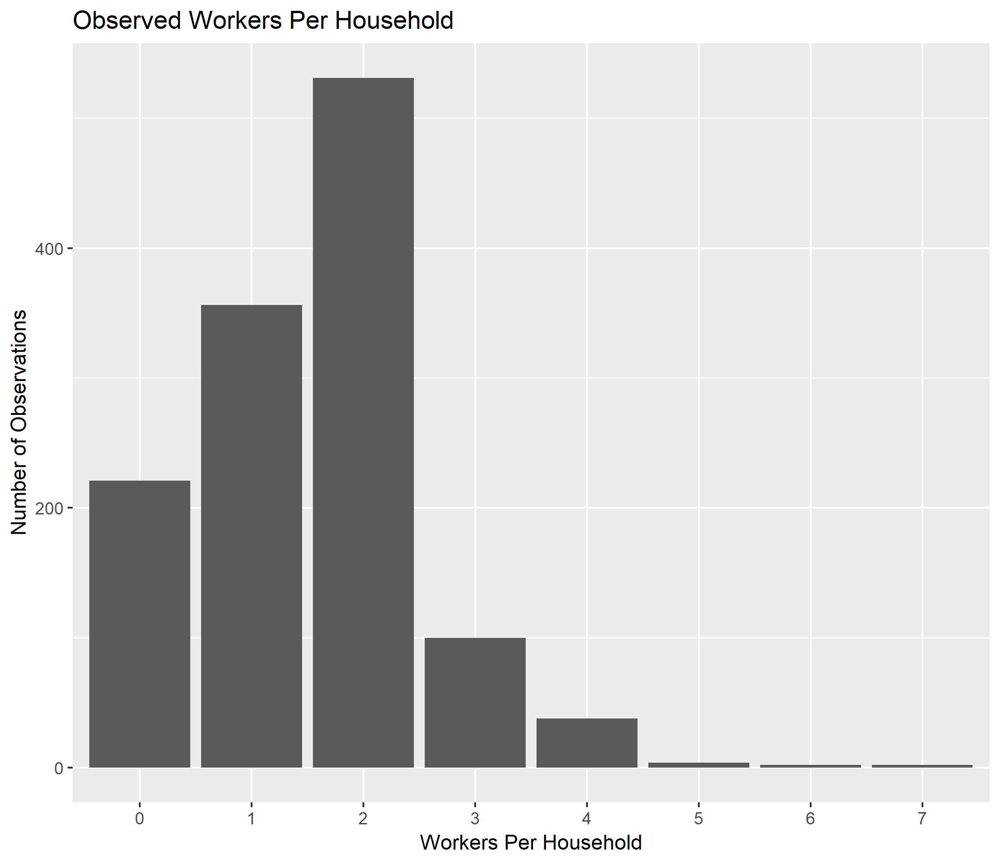 Observed Workers Per Household
Number of Observations
400
200
0
0 1 2 3 4 5 6 7
Workers Per Household